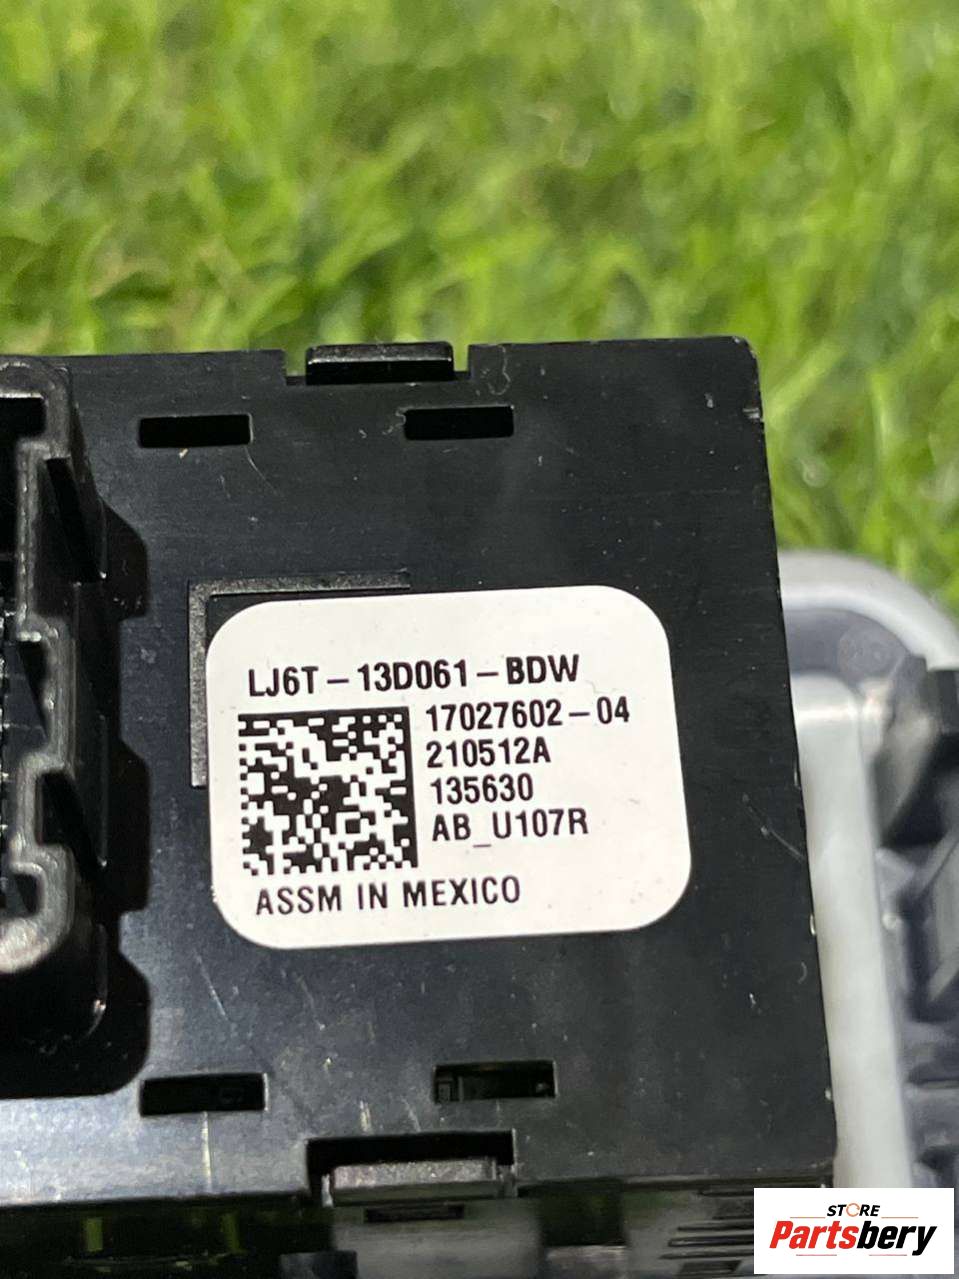 LJ6T-13D061-BDW
17027602-04
210512A
135630
AB_U107R
ASSM IN MEXICO
STORE
Partsbery